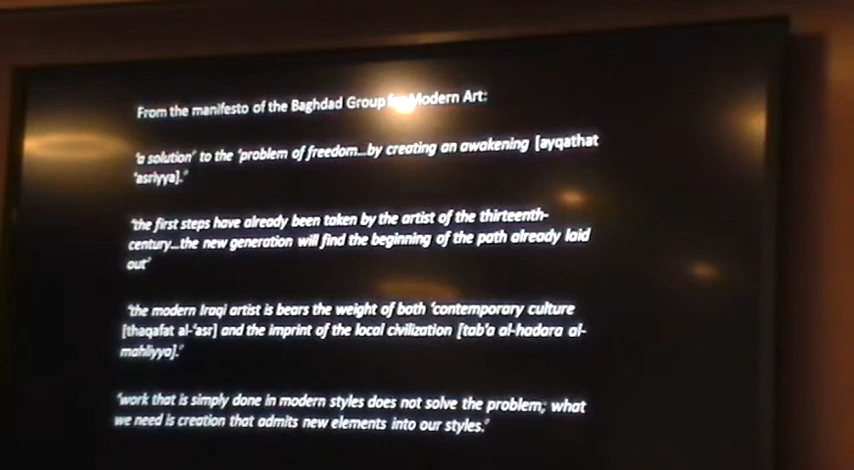 From the manifesto of the Baghdad Group for Modern Art:
'a solution' to the 'problem of freedom...by creating an awakening [ayqathat
'asriyya].'
'the first steps have already been taken by the artist of the thirteenth-
century...the new generation will find the beginning of the path already laid
out'
'the modern Iraqi artist is bears the weight of both 'contemporary culture
[thaqafat al-'asr] and the imprint of the local civilization [tab'a al-hadara al-
mahliyya].'
'work that is simply done in modern styles does not solve the problem; what
we need is creation that admits new elements into our styles.'